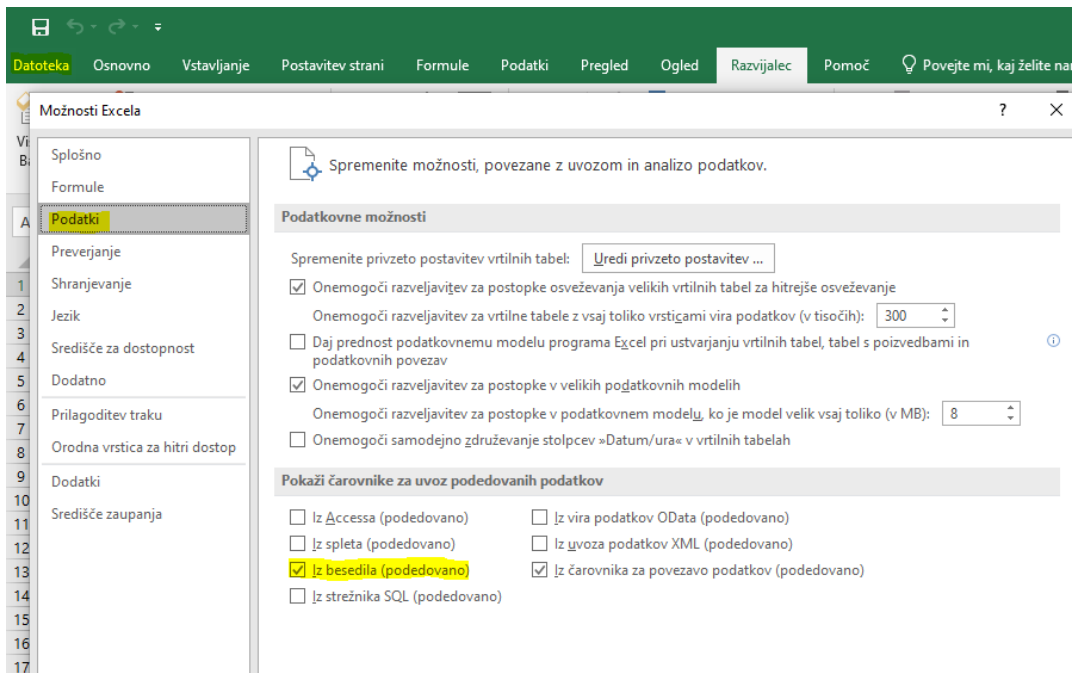 Datoteka Osnovno Vstavljanje Postavitev strani Formule Podatki Pregled Ogled Razvijalec Pomoč Povejte mi, kaj želite
Možnosti Excela ?
Splošno
Formule
Podatki
Preverjanje
Shranjevanje
Jezik
Središče za dostopnost
Dodatno
Prilagoditev traku
Orodna vrstica za hitri dostop
Dodatki
Središče zaupanja
Spremenite možnosti, povezane z uvozom in analizo podatkov.
Podatkovne možnosti
Spremenite privzeto postavitev vrtilnih tabel: Uredi privzeto postavitev ...
Onemogoči razveljavitev za postopke osveževanja velikih vrtilnih tabel za hitrejše osveževanje
Onemogoči razveljavitev za vrtilne tabele z vsaj toliko vrsticami vira podatkov (v tisočih): 300
Daj prednost podatkovnemu modelu programa Excel pri ustvarjanju vrtilnih tabel, tabel s poizvedbami in
podatkovnih povezav
Onemogoči razveljavitev za postopke v velikih podatkovnih modelih
Onemogoči razveljavitev za postopke v podatkovnem modelu, ko je model velik vsaj toliko (v MB): 8
Onemogoči samodejno združevanje stolpcev »Datum/ura« v vrtilnih tabelah
Pokaži čarovnike za uvoz podedovanih podatkov
Iz Accessa (podedovano) Iz vira podatkov OData (podedovano)
Iz spleta (podedovano) Iz uvoza podatkov XML (podedovano)
Iz besedila (podedovano) Iz čarovnika za povezavo podatkov (podedovano)
Iz strežnika SQL (podedovano)
A
1
2
3
4
5
6
7
8
9
10
11
12
13
14
15
16
17